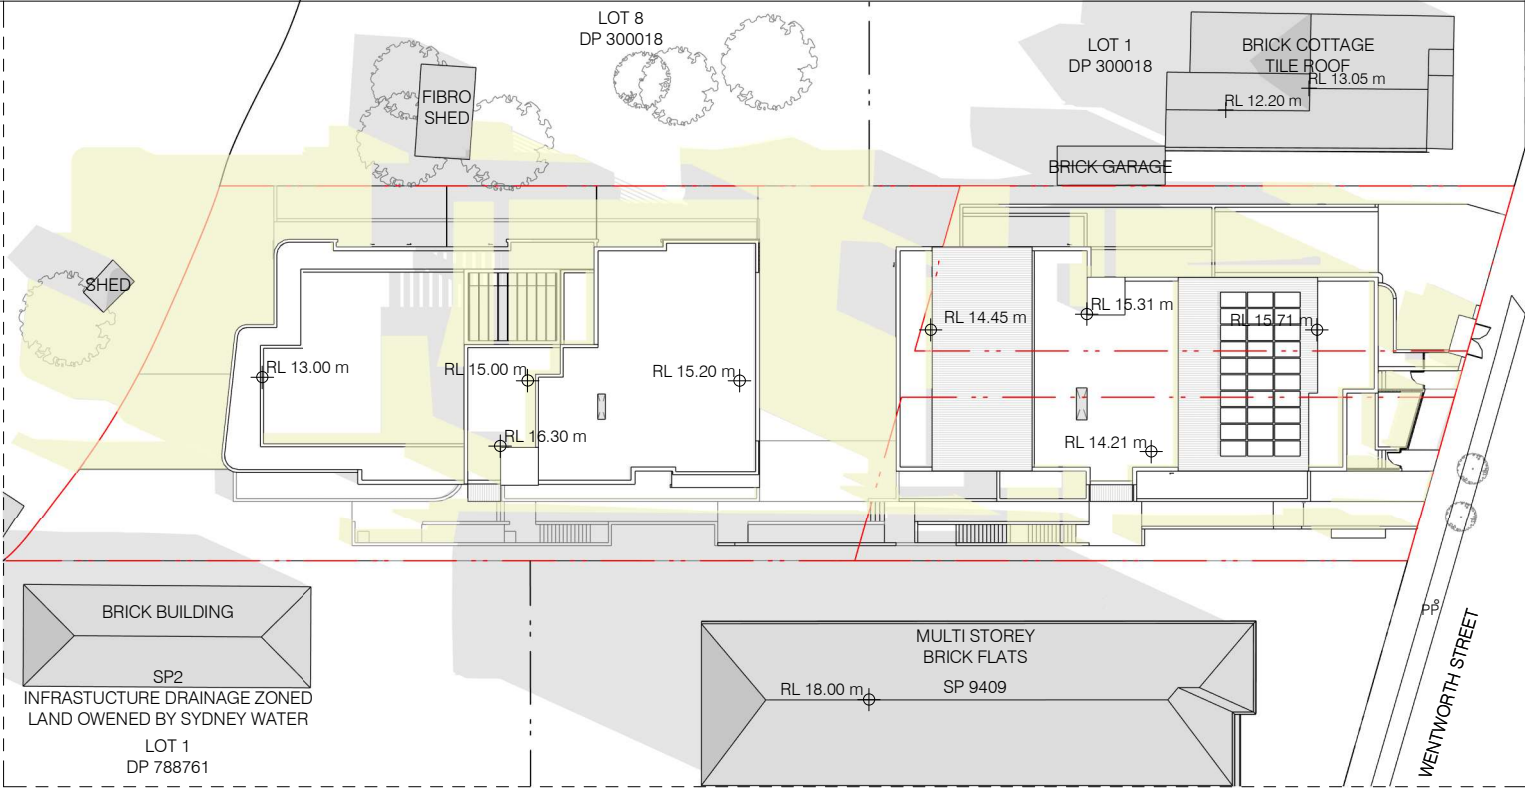 LOT 8
DP 300018
LOT 1
DP 300018
BRICK COTTAGE
TILE ROOF
RL 13.05 m
RL 12.20 m
FIBRO
SHED
BRICK GARAGE
SHED
RL 13.00 m
RL 15.00 m
RL 15.20 m
RL 16.30 m
RL 14.45 m
RL 15.31 m
RL 15.71 m
RL 14.21 m
BRICK BUILDING
SP2
INFRASTUCTURE DRAINAGE ZONED
LAND OWENED BY SYDNEY WATER
LOT 1
DP 788761
MULTI STOREY
BRICK FLATS
RL 18.00 m
SP 9409
PP
WENTWORTH STREET